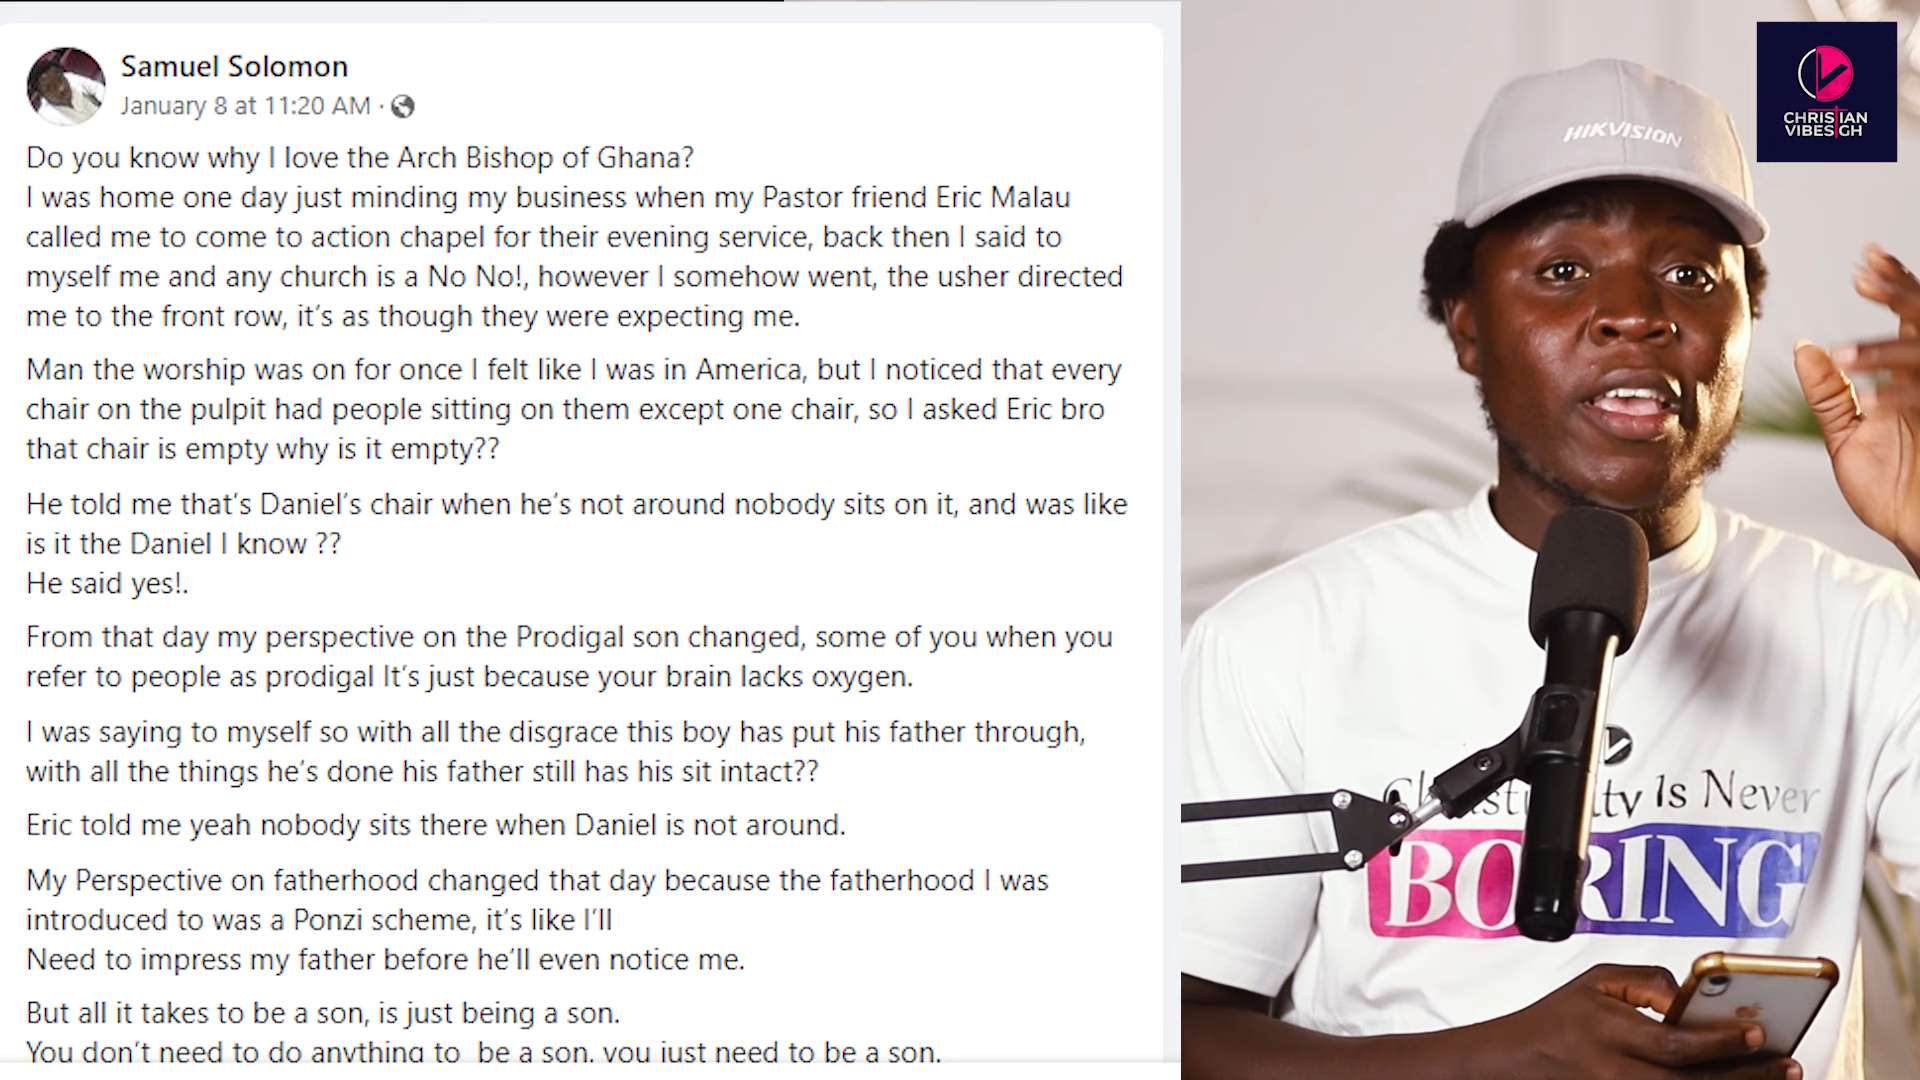 Samuel Solomon
January 8 at 11:20 AM ·
Do you know why I love the Arch Bishop of Ghana?
I was home one day just minding my business when my Pastor friend Eric Malau
called me to come to action chapel for their evening service, back then I said to
myself me and any church is a No No!, however I somehow went, the usher directed
me to the front row, it's as though they were expecting me.
Man the worship was on for once I felt like I was in America, but I noticed that every
chair on the pulpit had people sitting on them except one chair, so I asked Eric bro
that chair is empty why is it empty??
He told me that's Daniel's chair when he's not around nobody sits on it, and was like
is it the Daniel I know ??
He said yes!.
From that day my perspective on the Prodigal son changed, some of you when you
refer to people as prodigal It's just because your brain lacks oxygen.
I was saying to myself so with all the disgrace this boy has put his father through,
with all the things he's done his father still has his sit intact??
Eric told me yeah nobody sits there when Daniel is not around.
My Perspective on fatherhood changed that day because the fatherhood I was
introduced to was a Ponzi scheme, it's like I'll
Need to impress my father before he'll even notice me.
But all it takes to be a son, is just being a son.
You don't need to do anything to be a son, you just need to be a son.
CHRISTIAN
VIBESGH
HIKVISION
Is Never